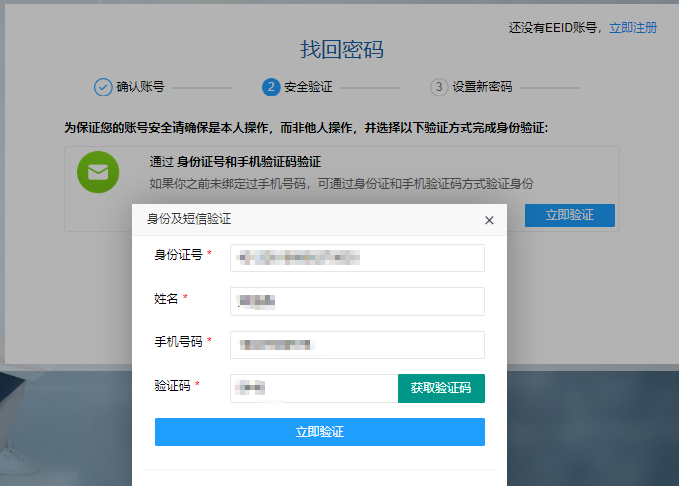 还没有EEID账号，立即注册
找回密码
确认账号 2 安全验证 3 设置新密码
为保证您的账号安全请确保是本人操作，而非他人操作，并选择以下验证方式完成身份验证：
通过 身份证号和手机验证码验证
如果你之前未绑定过手机号码，可通过身份证和手机验证码方式验证身份
立即验证
身份及短信验证 ×
身份证号 *
姓名 *
手机号码 *
验证码 * 获取验证码
立即验证